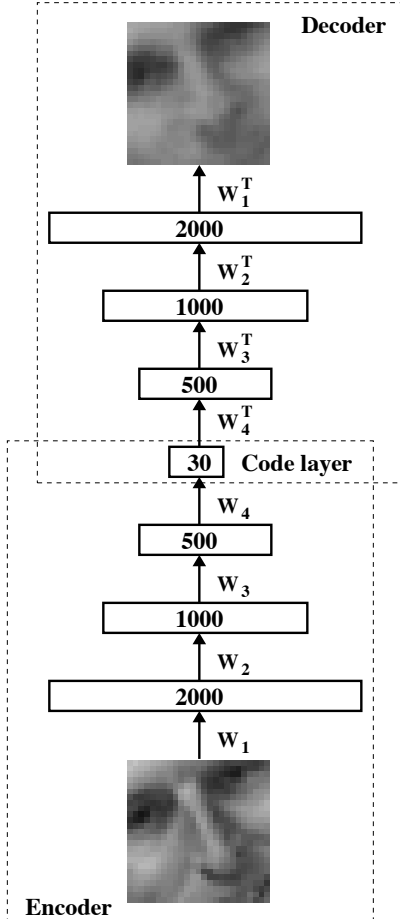 Decoder
W₁ᵀ
2000
W₂ᵀ
1000
W₃ᵀ
500
W₄ᵀ
30 Code layer
W₄
500
W₃
1000
W₂
2000
W₁
Encoder